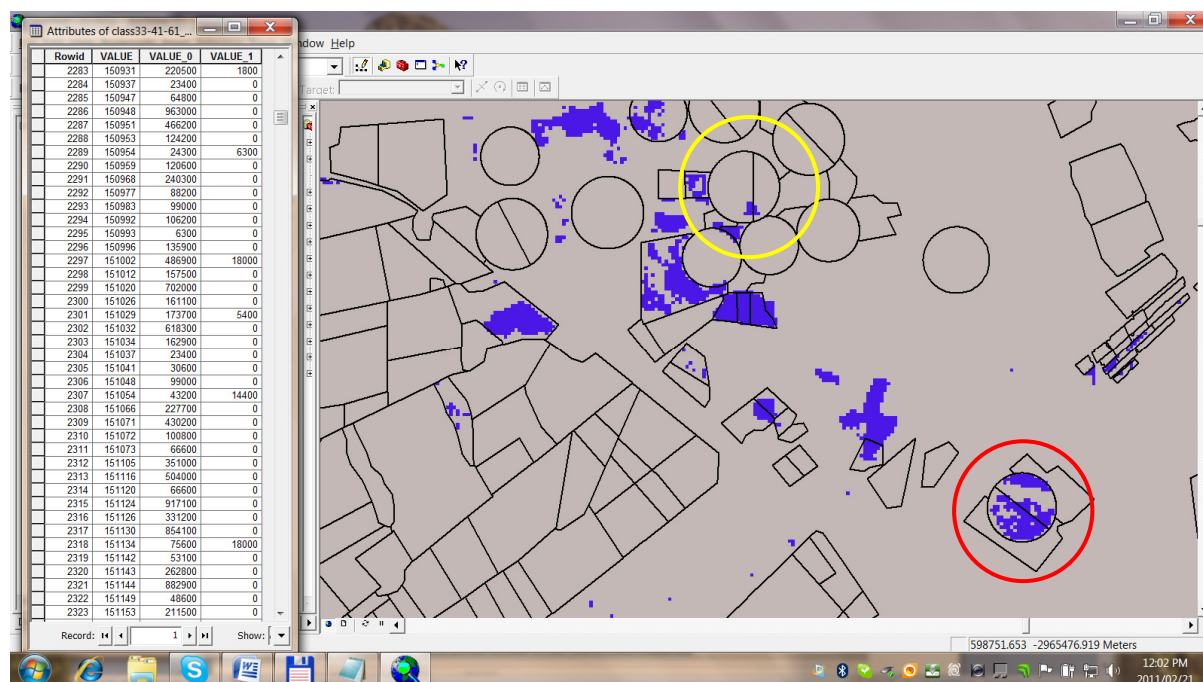 Attributes of class33-41-61_...
Rowid VALUE VALUE_0 VALUE_1
2283 150931 220500 1800
2284 150937 23400 0
2285 150947 64800 0
2286 150948 963000 0
2287 150951 466200 0
2288 150953 124200 0
2289 150954 24300 6300
2290 150959 120600 0
2291 150968 240300 0
2292 150977 88200 0
2293 150983 99000 0
2294 150992 106200 0
2295 150993 6300 0
2296 150996 135900 0
2297 151002 486900 18000
2298 151012 157500 0
2299 151020 702000 0
2300 151026 161100 0
2301 151029 173700 5400
2302 151032 618300 0
2303 151034 162900 0
2304 151037 23400 0
2305 151041 30600 0
2306 151048 99000 0
2307 151054 43200 14400
2308 151066 227700 0
2309 151071 430200 0
2310 151072 100800 0
2311 151073 66600 0
2312 151105 351000 0
2313 151116 504000 0
2314 151120 66600 0
2315 151124 917100 0
2316 151126 331200 0
2317 151130 854100 0
2318 151134 75600 18000
2319 151142 53100 0
2320 151143 262800 0
2321 151144 882900 0
2322 151149 48600 0
2323 151153 211500 0
Record: 1 Show:
ndow Help
Target:
598751.653 -2965476.919 Meters
12:02 PM
2011/02/21